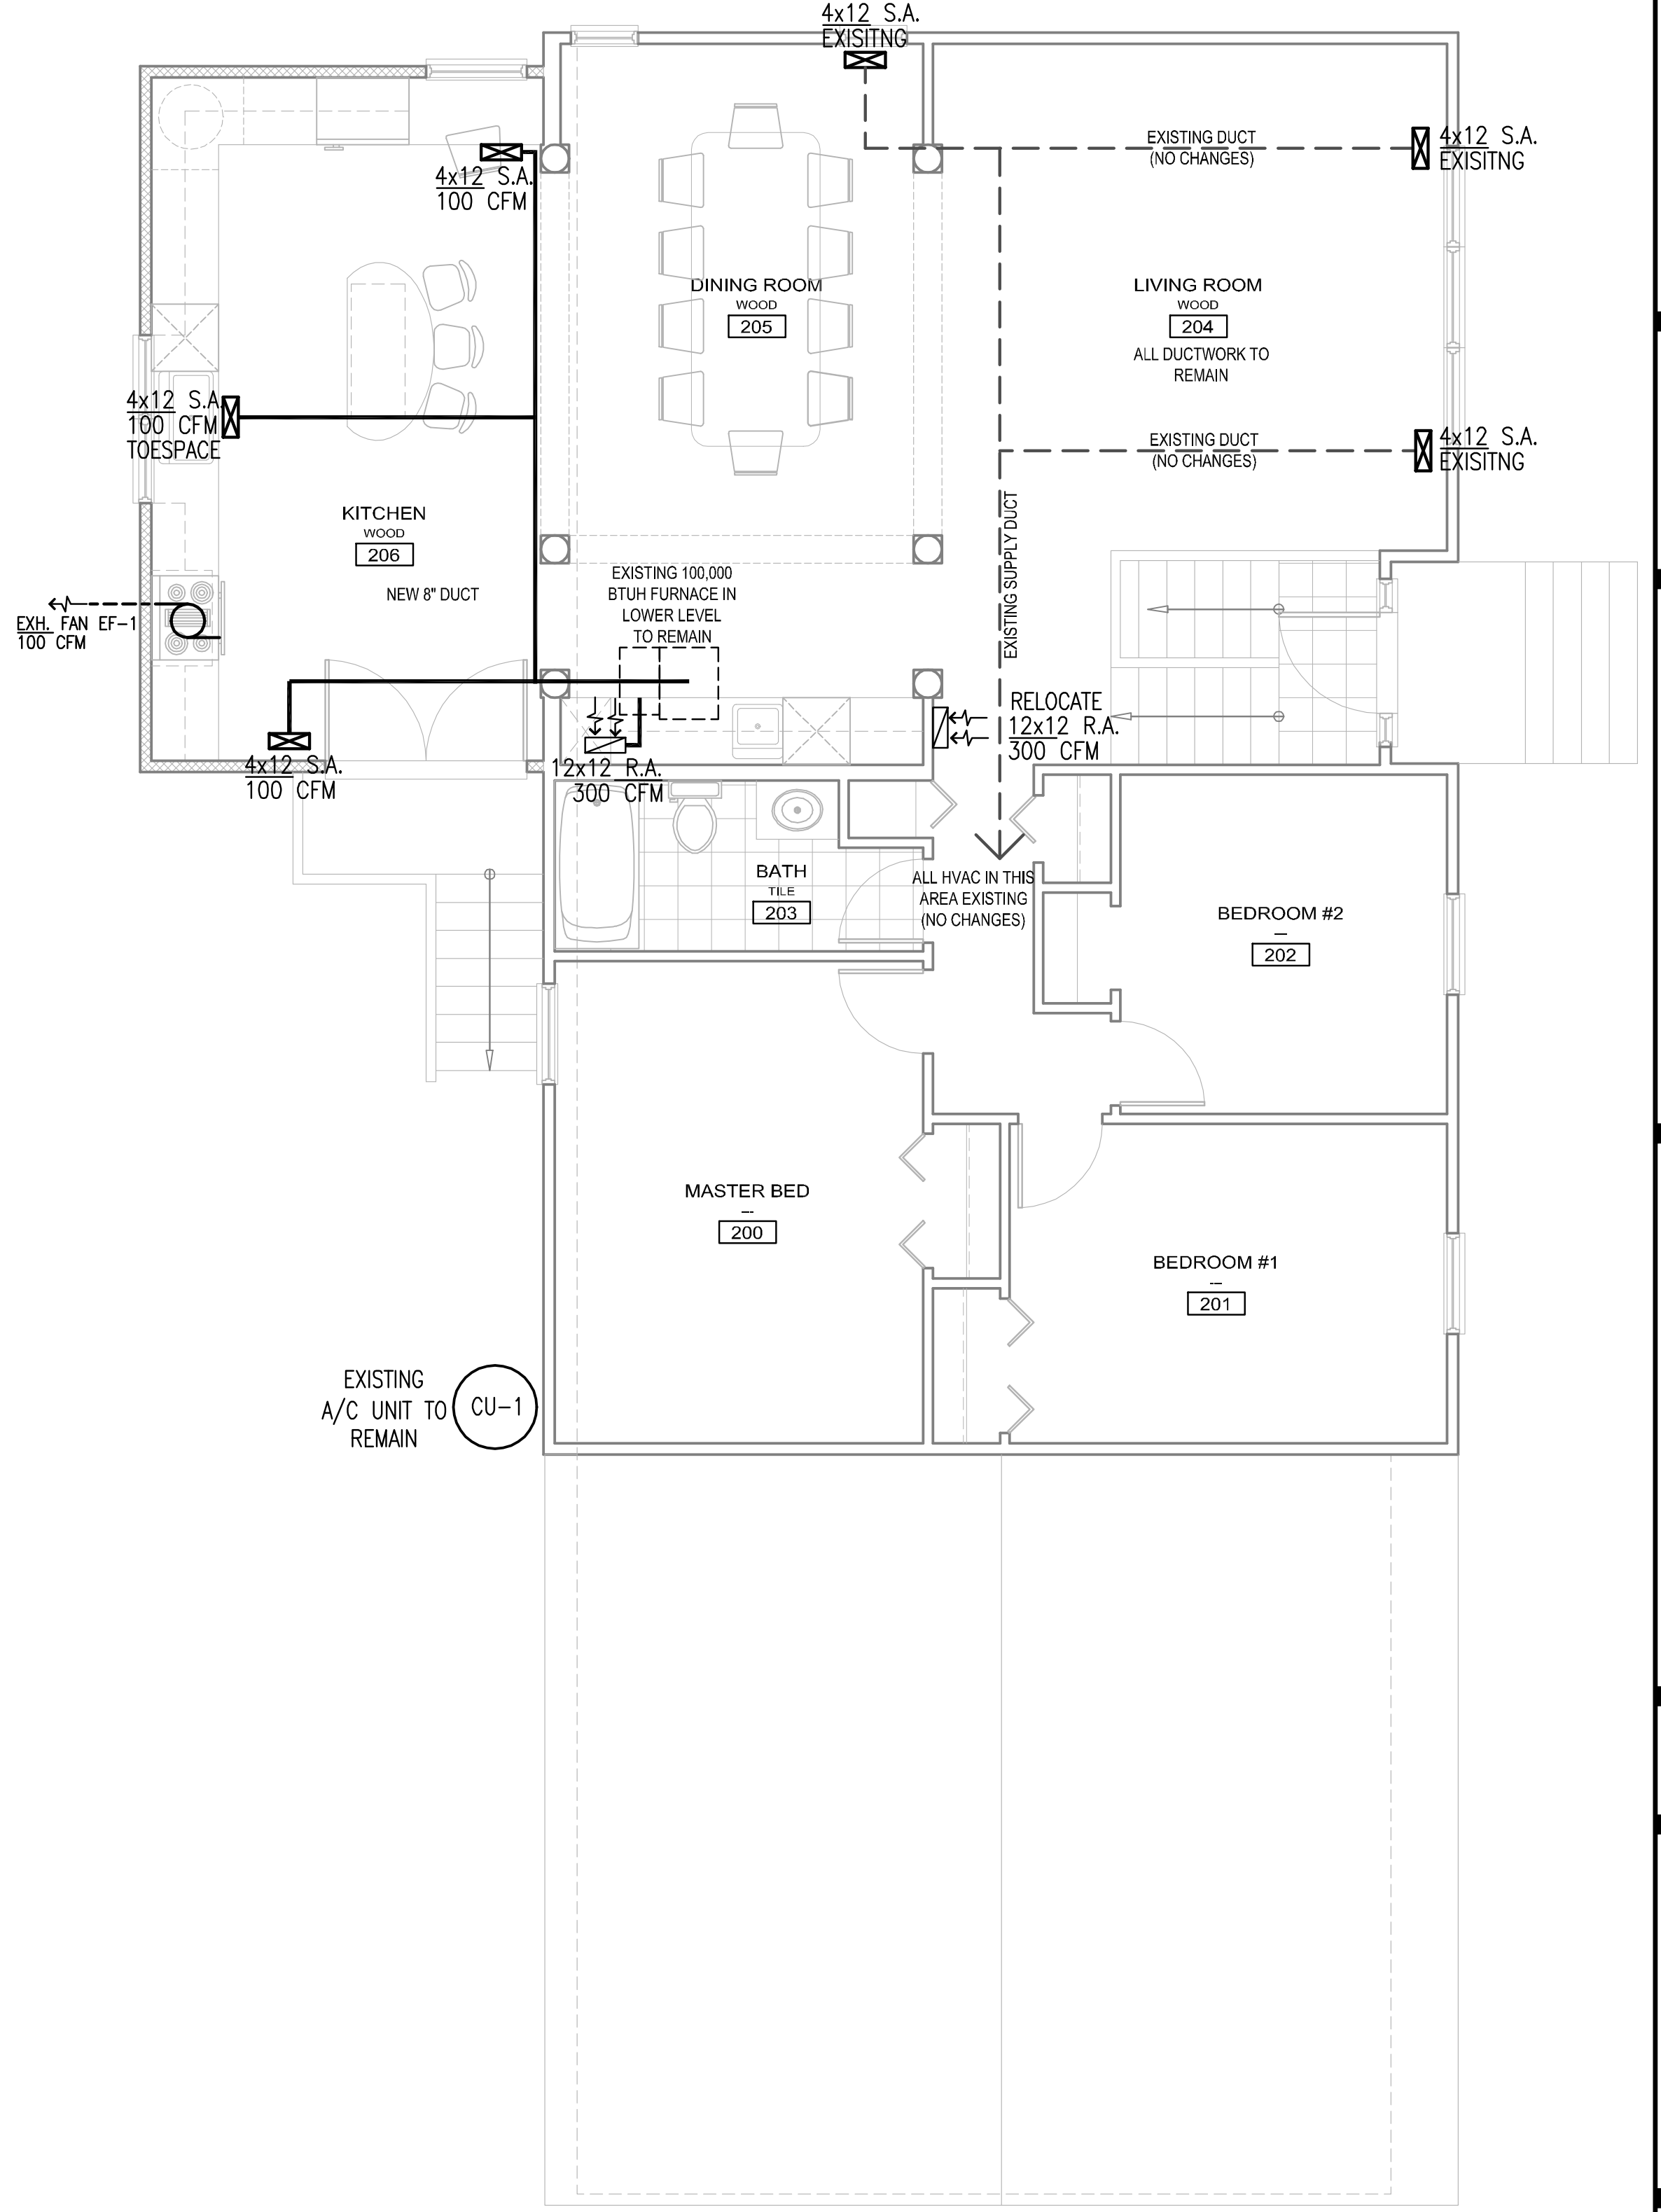 4x12 S.A.
EXISITNG
EXISTING DUCT
(NO CHANGES)
4x12 S.A.
EXISITNG
4x12 S.A.
100 CFM
DINING ROOM
WOOD
205
LIVING ROOM
WOOD
204
ALL DUCTWORK TO
REMAIN
4x12 S.A.
100 CFM
TOESPACE
EXISTING DUCT
(NO CHANGES)
4x12 S.A.
EXISITNG
KITCHEN
WOOD
206
NEW 8" DUCT
EXISTING SUPPLY DUCT
EXISTING 100,000
BTUH FURNACE IN
LOWER LEVEL
TO REMAIN
EXH. FAN EF-1
100 CFM
RELOCATE
12x12 R.A.
300 CFM
4x12 S.A.
100 CFM
12x12 R.A.
300 CFM
BATH
TILE
203
ALL HVAC IN THIS
AREA EXISTING
(NO CHANGES)
BEDROOM #2
--
202
MASTER BED
--
200
BEDROOM #1
--
201
EXISTING
A/C UNIT TO
REMAIN
CU-1